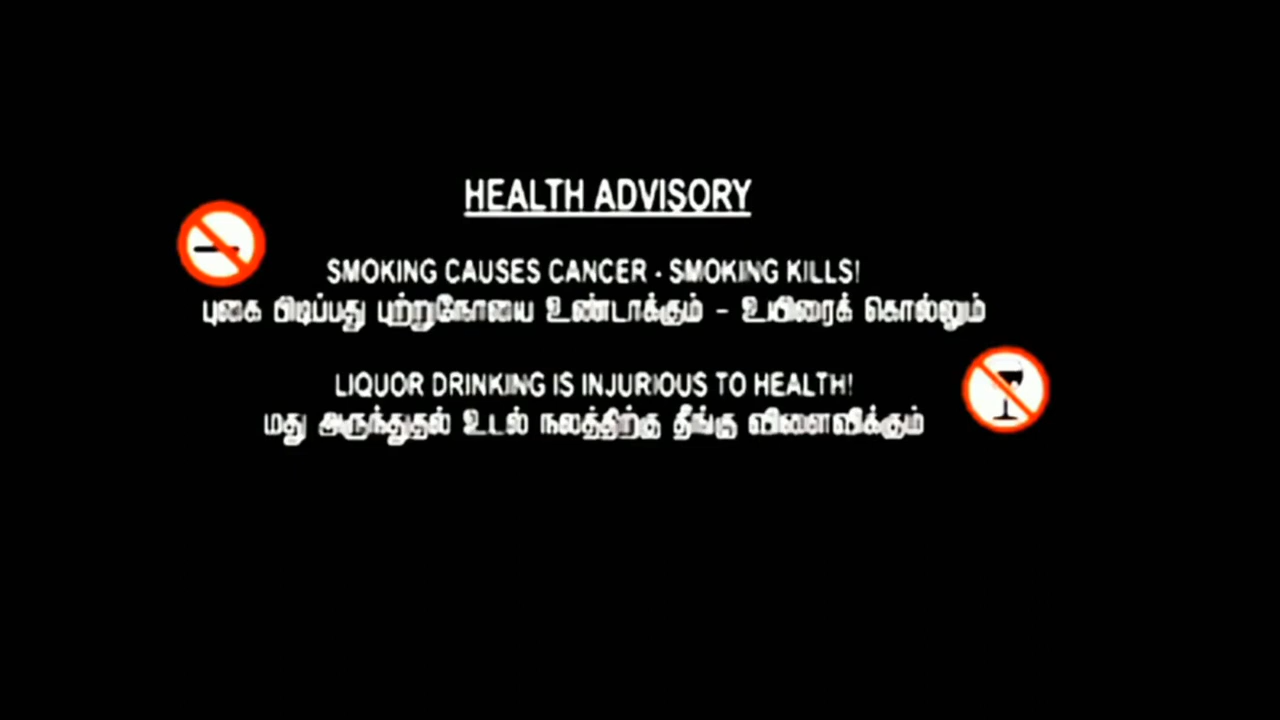 HEALTH ADVISORY
SMOKING CAUSES CANCER - SMOKING KILLS!
புகை பிடிப்பது புற்றுநோயை உண்டாக்கும் - உயிரைக் கொல்லும்
LIQUOR DRINKING IS INJURIOUS TO HEALTH!
மது அருந்துதல் உடல் நலத்திற்கு தீங்கு விளைவிக்கும்